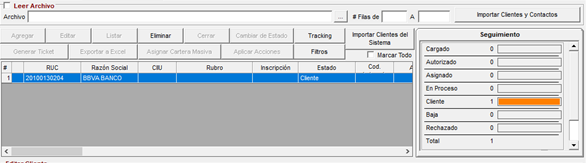 Leer Archivo
Archivo ... # Filas de A Importar Clientes y Contactos
Agregar Editar Listar Eliminar Cerrar Cambiar de Estado Tracking Importar Clientes del Sistema
Generar Ticket Exportar a Excel Asignar Cartera Masiva Aplicar Acciones Filtros Marcar Todo
# RUC Razón Social CIIU Rubro Inscripción Estado Cod. A
1 20100130204 BBVA BANCO Cliente
Seguimiento
Cargado 0
Autorizado 0
Asignado 0
En Proceso 0
Cliente 1
Baja 0
Rechazado 0
Total 1